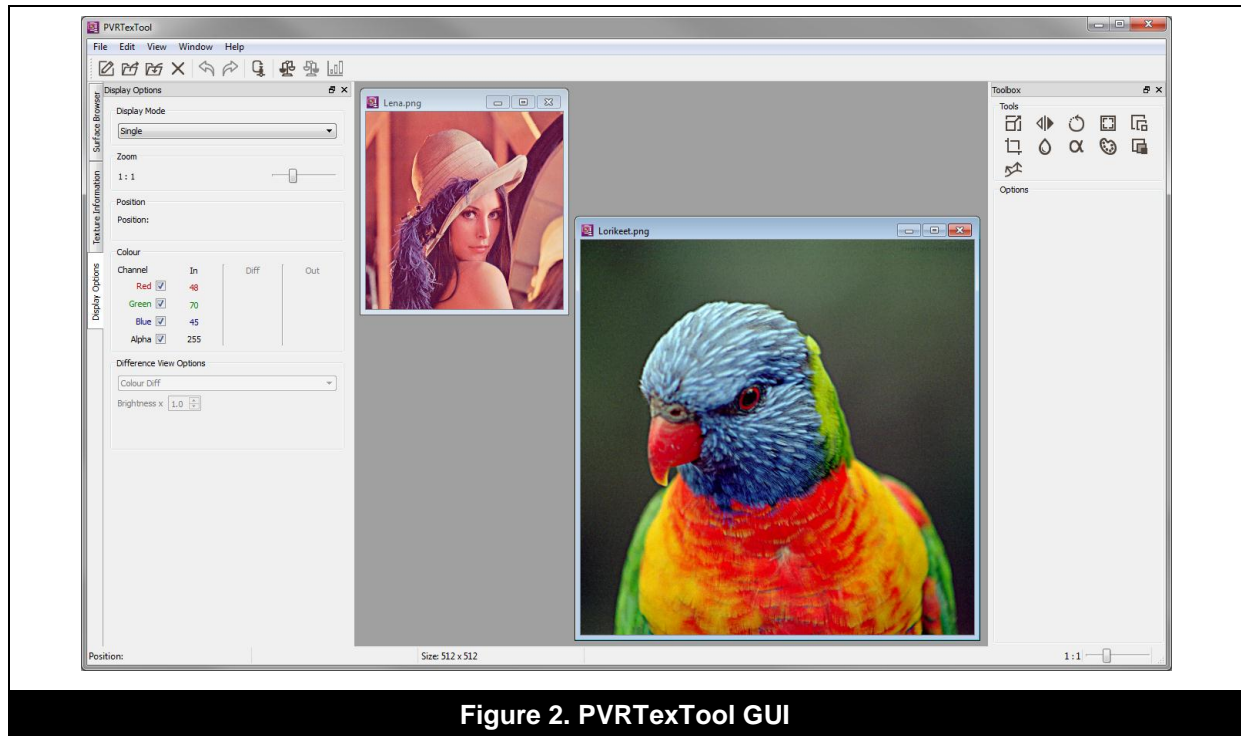 PVRTexTool
File Edit View Window Help
Display Options
Surface Browser
Texture Information
Display Options
Display Mode
Single
Zoom
1 : 1
Position
Position:
Colour
Channel In Diff Out
Red 48
Green 70
Blue 45
Alpha 255
Difference View Options
Colour Diff
Brightness x 1.0
Lena.png
Lorikeet.png
Toolbox
Tools
α
Options
Position: Size: 512 x 512 1 : 1
Figure 2. PVRTexTool GUI